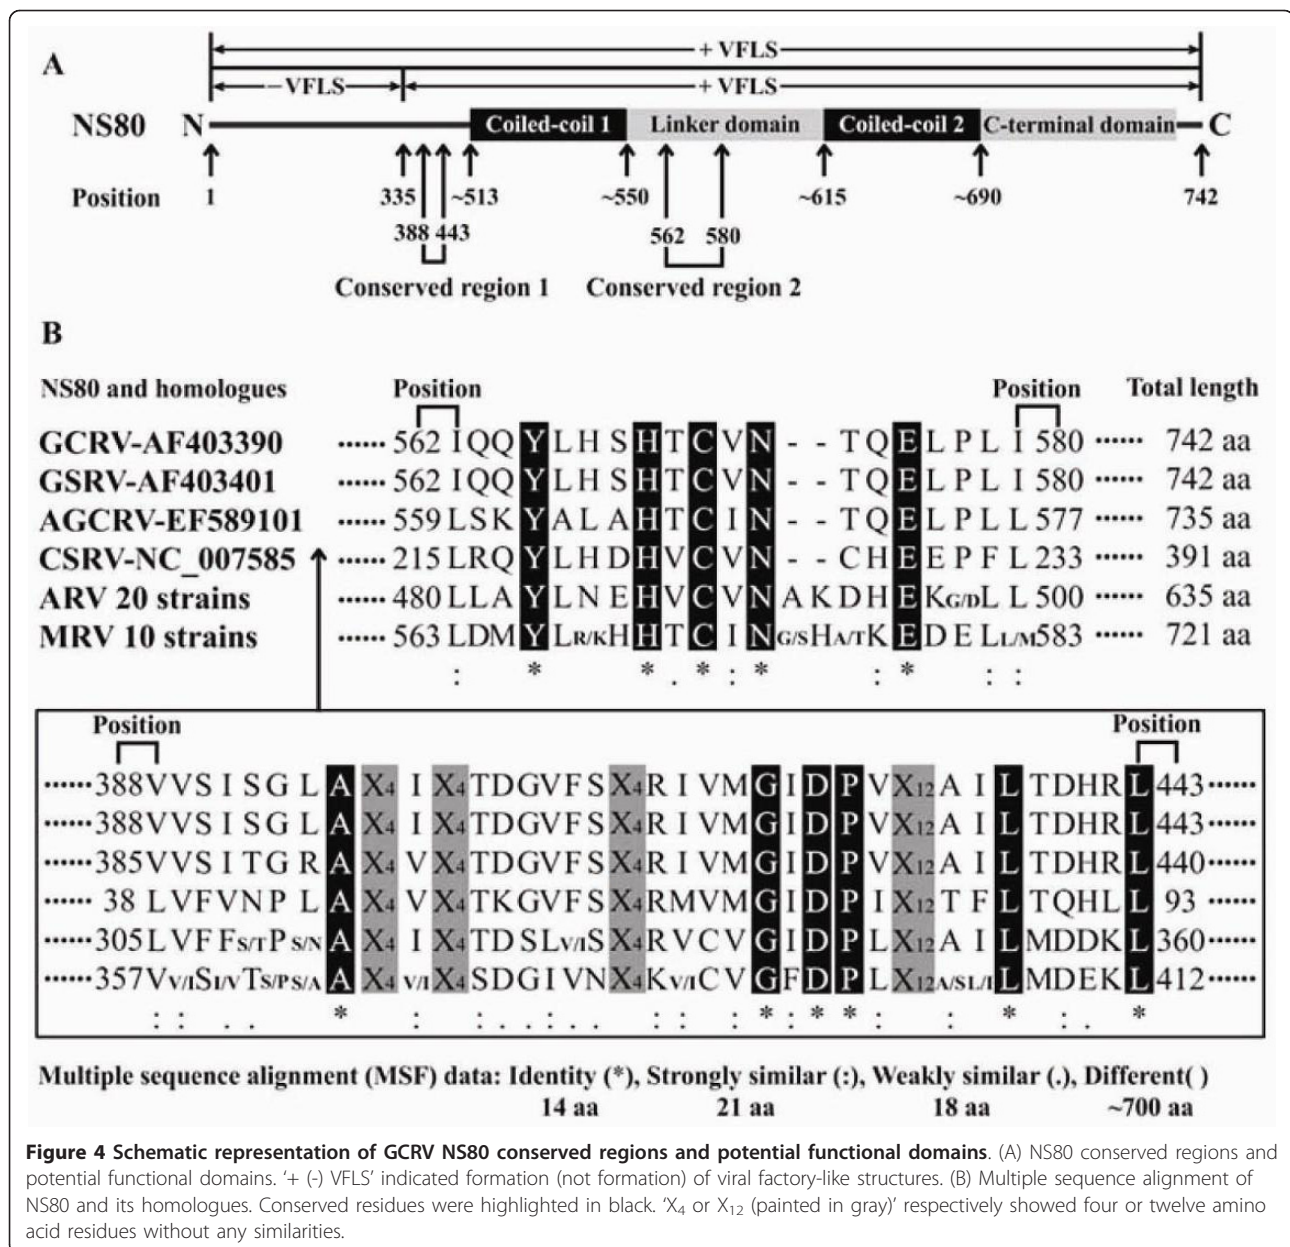 A
+ VFLS
−VFLS
+ VFLS
NS80 N Coiled-coil 1 Linker domain Coiled-coil 2 C-terminal domain C
Position 1 335 ~513 ~550 ~615 ~690 742
388 443 562 580
Conserved region 1 Conserved region 2
B
NS80 and homologues Position Position Total length
GCRV-AF403390 ······ 562 I Q Q Y L H S H T C V N - - T Q E L P L I 580 ······ 742 aa
GSRV-AF403401 ······ 562 I Q Q Y L H S H T C V N - - T Q E L P L I 580 ······ 742 aa
AGCRV-EF589101 ······ 559 L S K Y A L A H T C I N - - T Q E L P L L 577 ······ 735 aa
CSRV-NC_007585 ······ 215 L R Q Y L H D H V C V N - - C H E E P F L 233 ······ 391 aa
ARV 20 strains ······ 480 L L A Y L N E H V C V N A K D H E K G/D L L 500 ······ 635 aa
MRV 10 strains ······ 563 L D M Y L R/K H H T C I N G/S H A/T K E D E L L/M 583 ······ 721 aa
: * * . * : * : * : :
Position Position
······388 V V S I S G L A X4 I X4 T D G V F S X4 R I V M G I D P V X12 A I L T D H R L 443······
······388 V V S I S G L A X4 I X4 T D G V F S X4 R I V M G I D P V X12 A I L T D H R L 443······
······385 V V S I T G R A X4 V X4 T D G V F S X4 R I V M G I D P V X12 A I L T D H R L 440······
······ 38 L V F V N P L A X4 V X4 T K G V F S X4 R M V M G I D P I X12 T F L T Q H L L 93 ······
······305 L V F F S/T P S/N A X4 I X4 T D S L V/I S X4 R V C V G I D P L X12 A I L M D D K L 360······
······357 V V/I S I/V T S/P S/A A X4 V/I X4 S D G I V N X4 K V/I C V G F D P L X12 A/S L/I L M D E K L 412······
: : . . * : : . . : . . : : : * : * * : : * : . *
Multiple sequence alignment (MSF) data: Identity (*), Strongly similar (:), Weakly similar (.), Different( )
14 aa 21 aa 18 aa ~700 aa
Figure 4 Schematic representation of GCRV NS80 conserved regions and potential functional domains. (A) NS80 conserved regions and
potential functional domains. '+ (-) VFLS' indicated formation (not formation) of viral factory-like structures. (B) Multiple sequence alignment of
NS80 and its homologues. Conserved residues were highlighted in black. 'X4 or X12 (painted in gray)' respectively showed four or twelve amino
acid residues without any similarities.